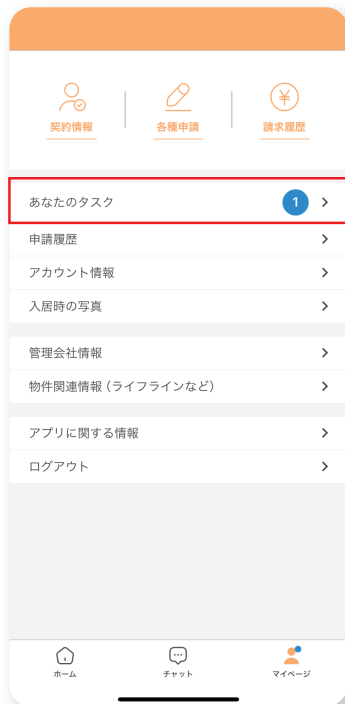 契約情報
各種申請
請求履歴
あなたのタスク 1
申請履歴
アカウント情報
入居時の写真
管理会社情報
物件関連情報（ライフラインなど）
アプリに関する情報
ログアウト
ホーム
チャット
マイページ